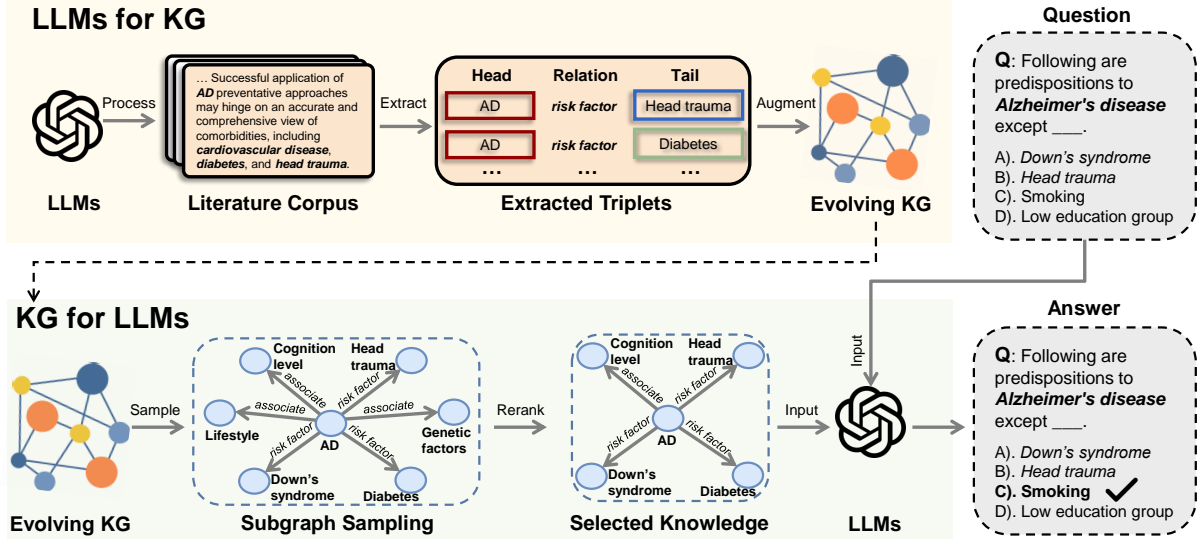 LLMs for KG
Process
LLMs
… Successful application of
AD preventative approaches
may hinge on an accurate and
comprehensive view of
comorbidities, including
cardiovascular disease,
diabetes, and head trauma.
Literature Corpus
Extract
Head Relation Tail
AD risk factor Head trauma
AD risk factor Diabetes
… … …
Extracted Triplets
Augment
Evolving KG
Question
Q: Following are
predispositions to
Alzheimer's disease
except ___.
A). Down's syndrome
B). Head trauma
C). Smoking
D). Low education group
KG for LLMs
Evolving KG
Sample
Cognition
level
Head
trauma
associate
risk factor
associate
associate
Lifestyle
AD
Genetic
factors
risk factor
risk factor
Down's
syndrome
Diabetes
Subgraph Sampling
Rerank
Cognition
level
Head
trauma
associate
risk factor
AD
risk factor
risk factor
Down's
syndrome
Diabetes
Selected Knowledge
Input
Input
LLMs
Answer
Q: Following are
predispositions to
Alzheimer's disease
except ___.
A). Down's syndrome
B). Head trauma
C). Smoking
D). Low education group